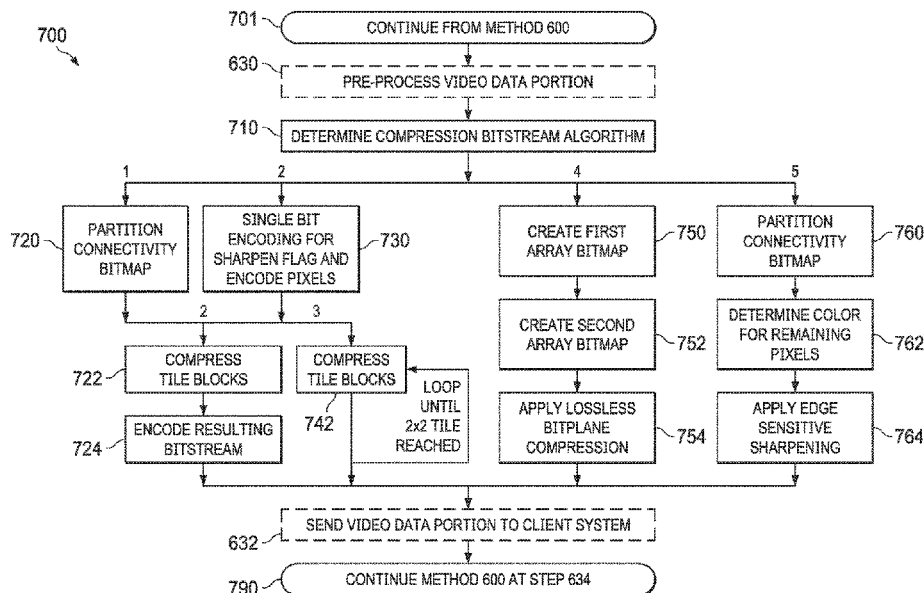 700
701
CONTINUE FROM METHOD 600
630
PRE-PROCESS VIDEO DATA PORTION
710
DETERMINE COMPRESSION BITSTREAM ALGORITHM
1
2
4
5
720
PARTITION
CONNECTIVITY
BITMAP
SINGLE BIT
ENCODING FOR
SHARPEN FLAG AND
ENCODE PIXELS
730
CREATE FIRST
ARRAY BITMAP
750
PARTITION
CONNECTIVITY
BITMAP
760
2
3
722
COMPRESS
TILE BLOCKS
COMPRESS
TILE BLOCKS
742
LOOP
UNTIL
2x2 TILE
REACHED
CREATE SECOND
ARRAY BITMAP
752
DETERMINE COLOR
FOR REMAINING
PIXELS
762
724
ENCODE RESULTING
BITSTREAM
APPLY LOSSLESS
BITPLANE
COMPRESSION
754
APPLY EDGE
SENSITIVE
SHARPENING
764
SEND VIDEO DATA PORTION TO CLIENT SYSTEM
632
CONTINUE METHOD 600 AT STEP 634
790